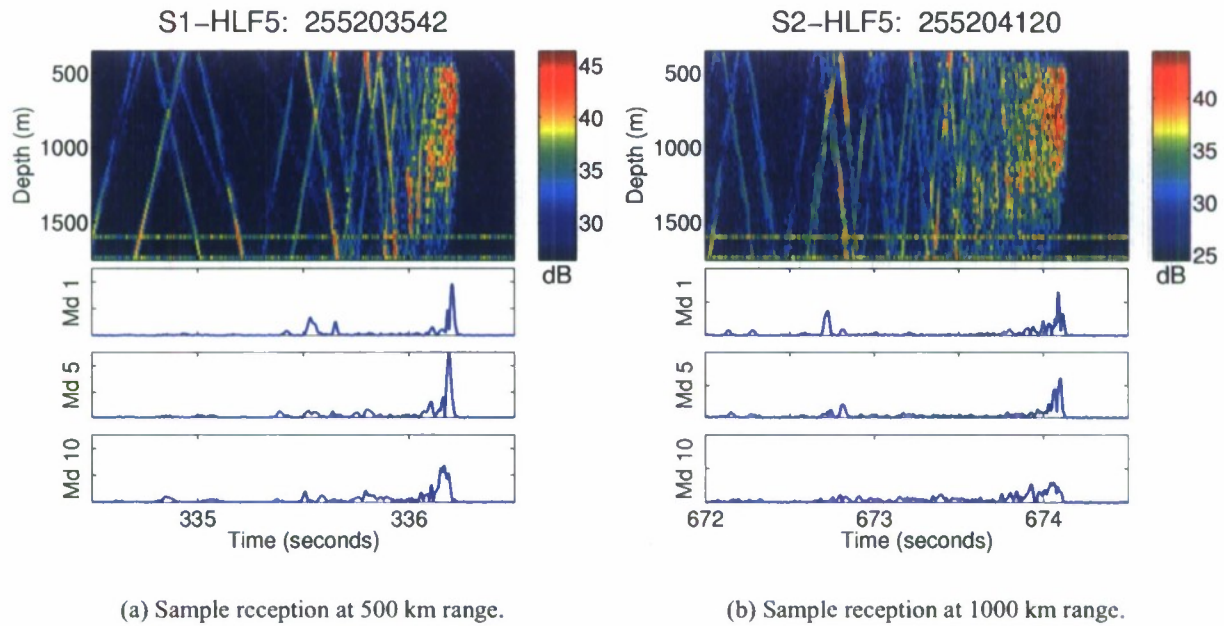 S1-HLF5: 255203542
500
1000
1500
Depth (m)
45
40
35
30
dB
Md 1
Md 5
Md 10
335
336
Time (seconds)
(a) Sample rcception at 500 km range.
S2-HLF5: 255204120
500
1000
1500
Depth (m)
40
35
30
25
dB
Md 1
Md 5
Md 10
672
673
674
Time (seconds)
(b) Sample reception at 1000 km range.